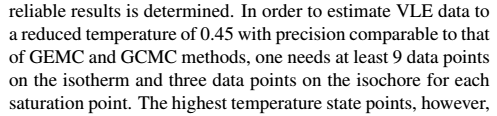 reliable results is determined. In order to estimate VLE data to
a reduced temperature of 0.45 with precision comparable to that
of GEMC and GCMC methods, one needs at least 9 data points
on the isotherm and three data points on the isochore for each
saturation point. The highest temperature state points, however,